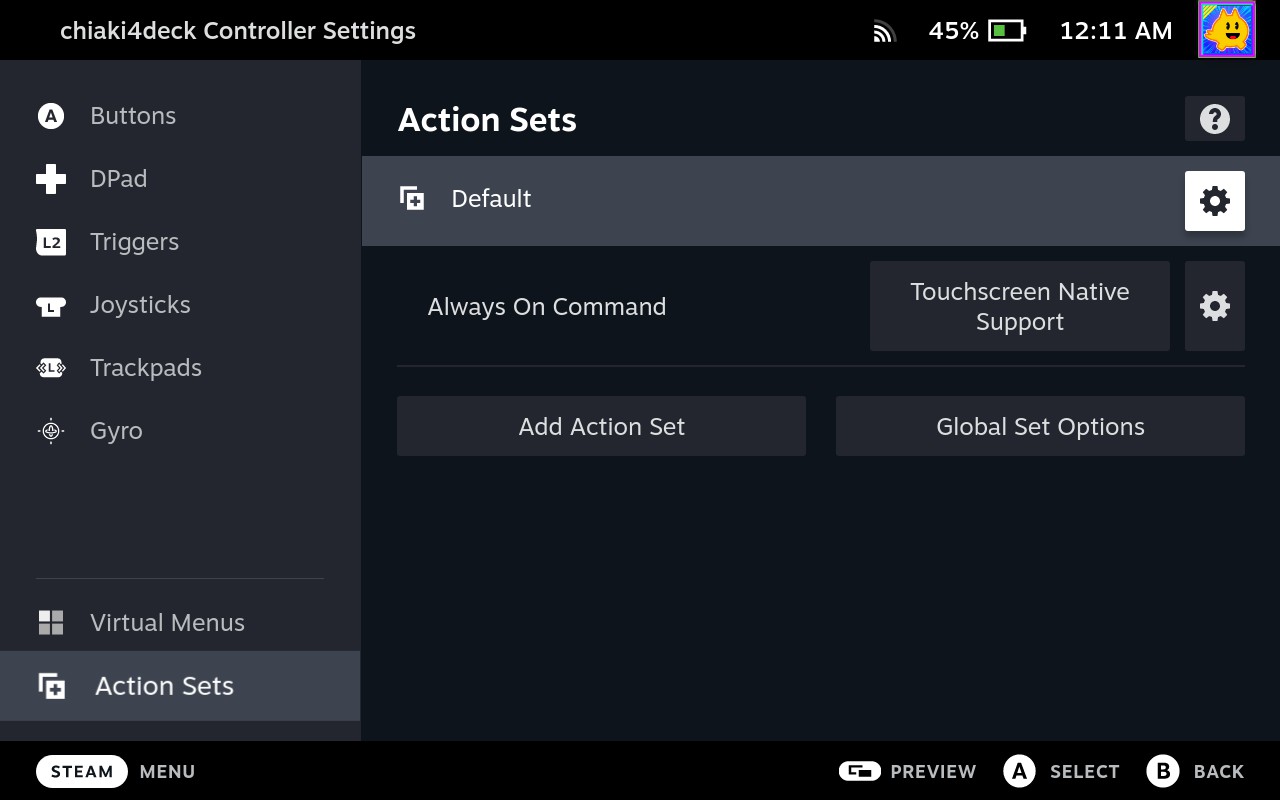 chiaki4deck Controller Settings
45%
12:11 AM
A Buttons
DPad
L2 Triggers
L Joysticks
L Trackpads
Gyro
Virtual Menus
Action Sets
Action Sets
?
Default
Always On Command
Touchscreen Native
Support
Add Action Set
Global Set Options
STEAM MENU
PREVIEW
A SELECT
B BACK